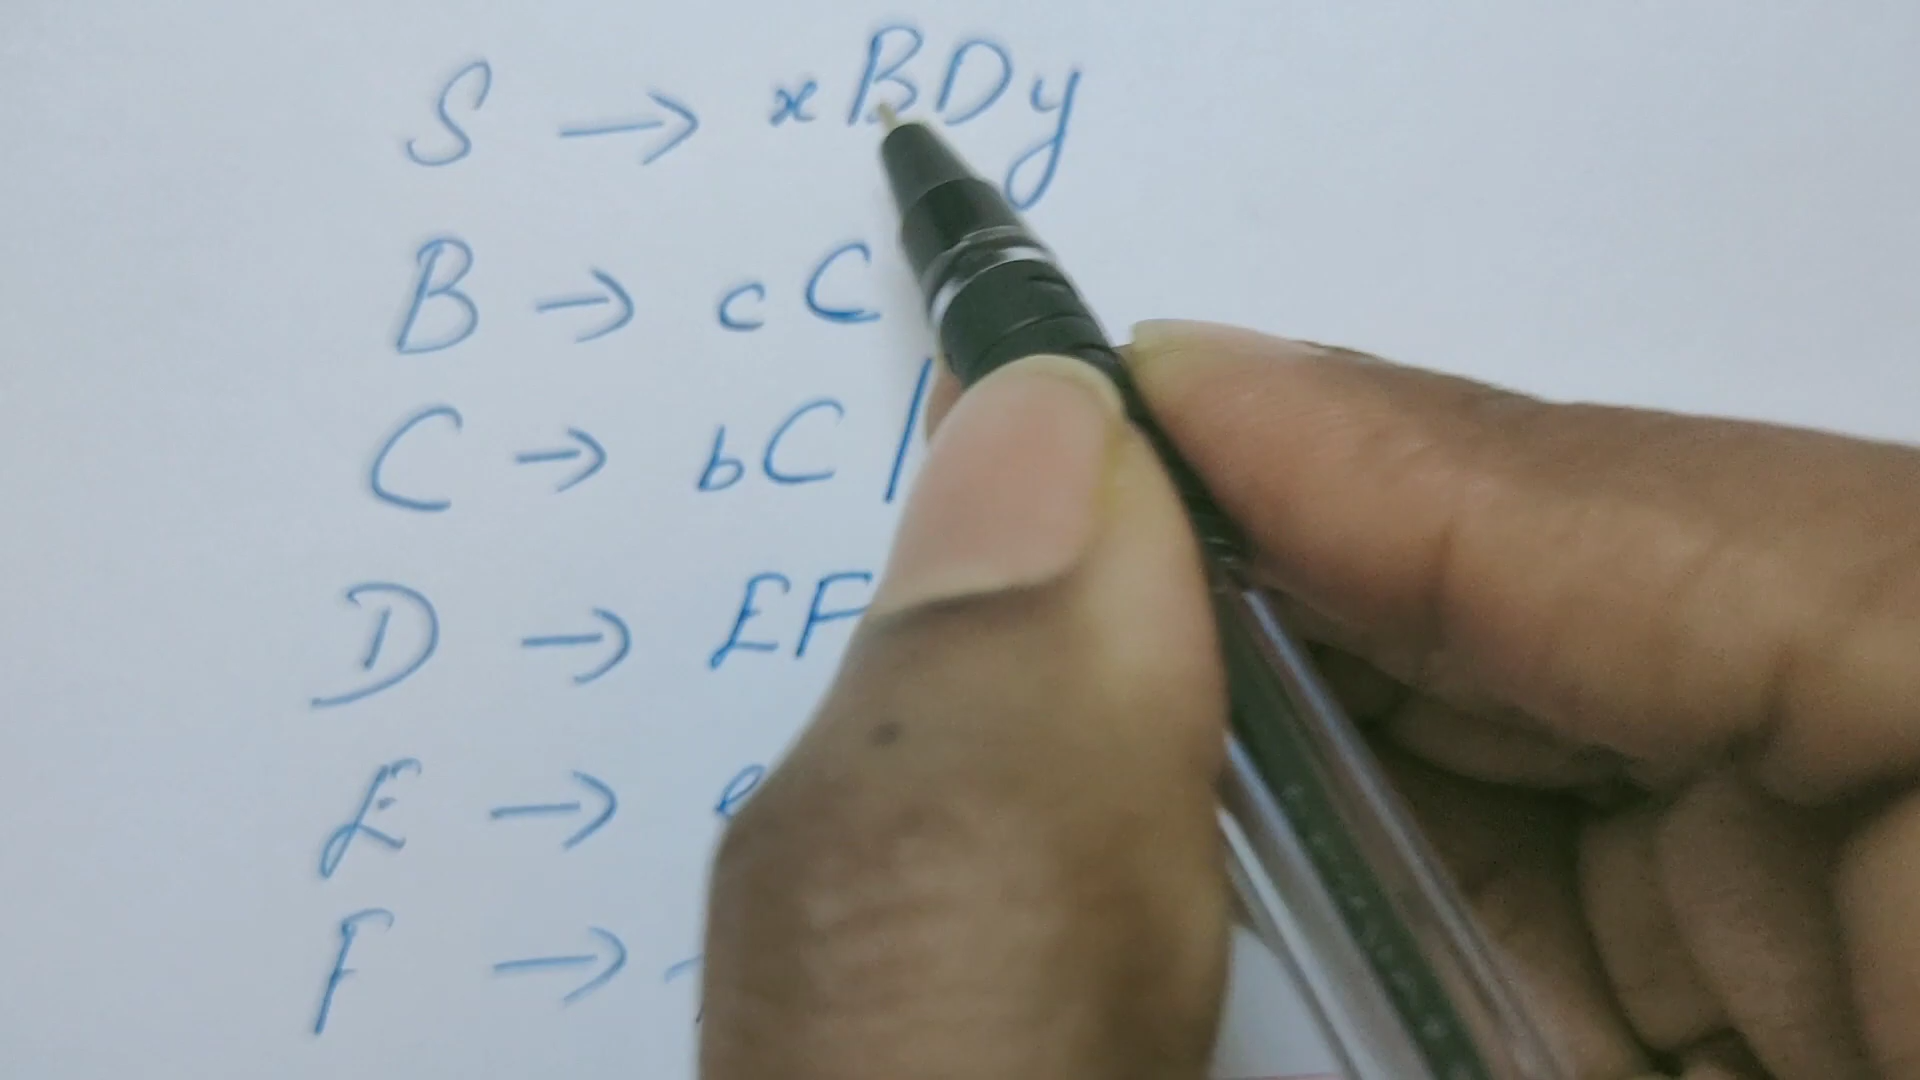 S → xBDy
B → cC
C → bC |
D → EF
E → e
F →